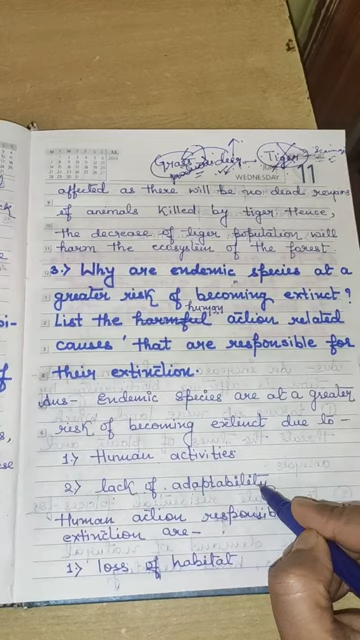 Grass deer Tiger
WEDNESDAY 11
affected as there will be no dead remains
of animals killed by tiger. Hence,
the decrease of tiger population will
harm the ecosystem of the forest
3.) Why are endemic species at a
greater risk of becoming extinct?
human
List the harmful action related
causes that are responsible for
their extinction.
Ans- Endemic species are at a greater
risk of becoming extinct due to-
1.) Human activities
2.) lack of adaptability
Human action responsib
extinction are-
1.) loss of habitat